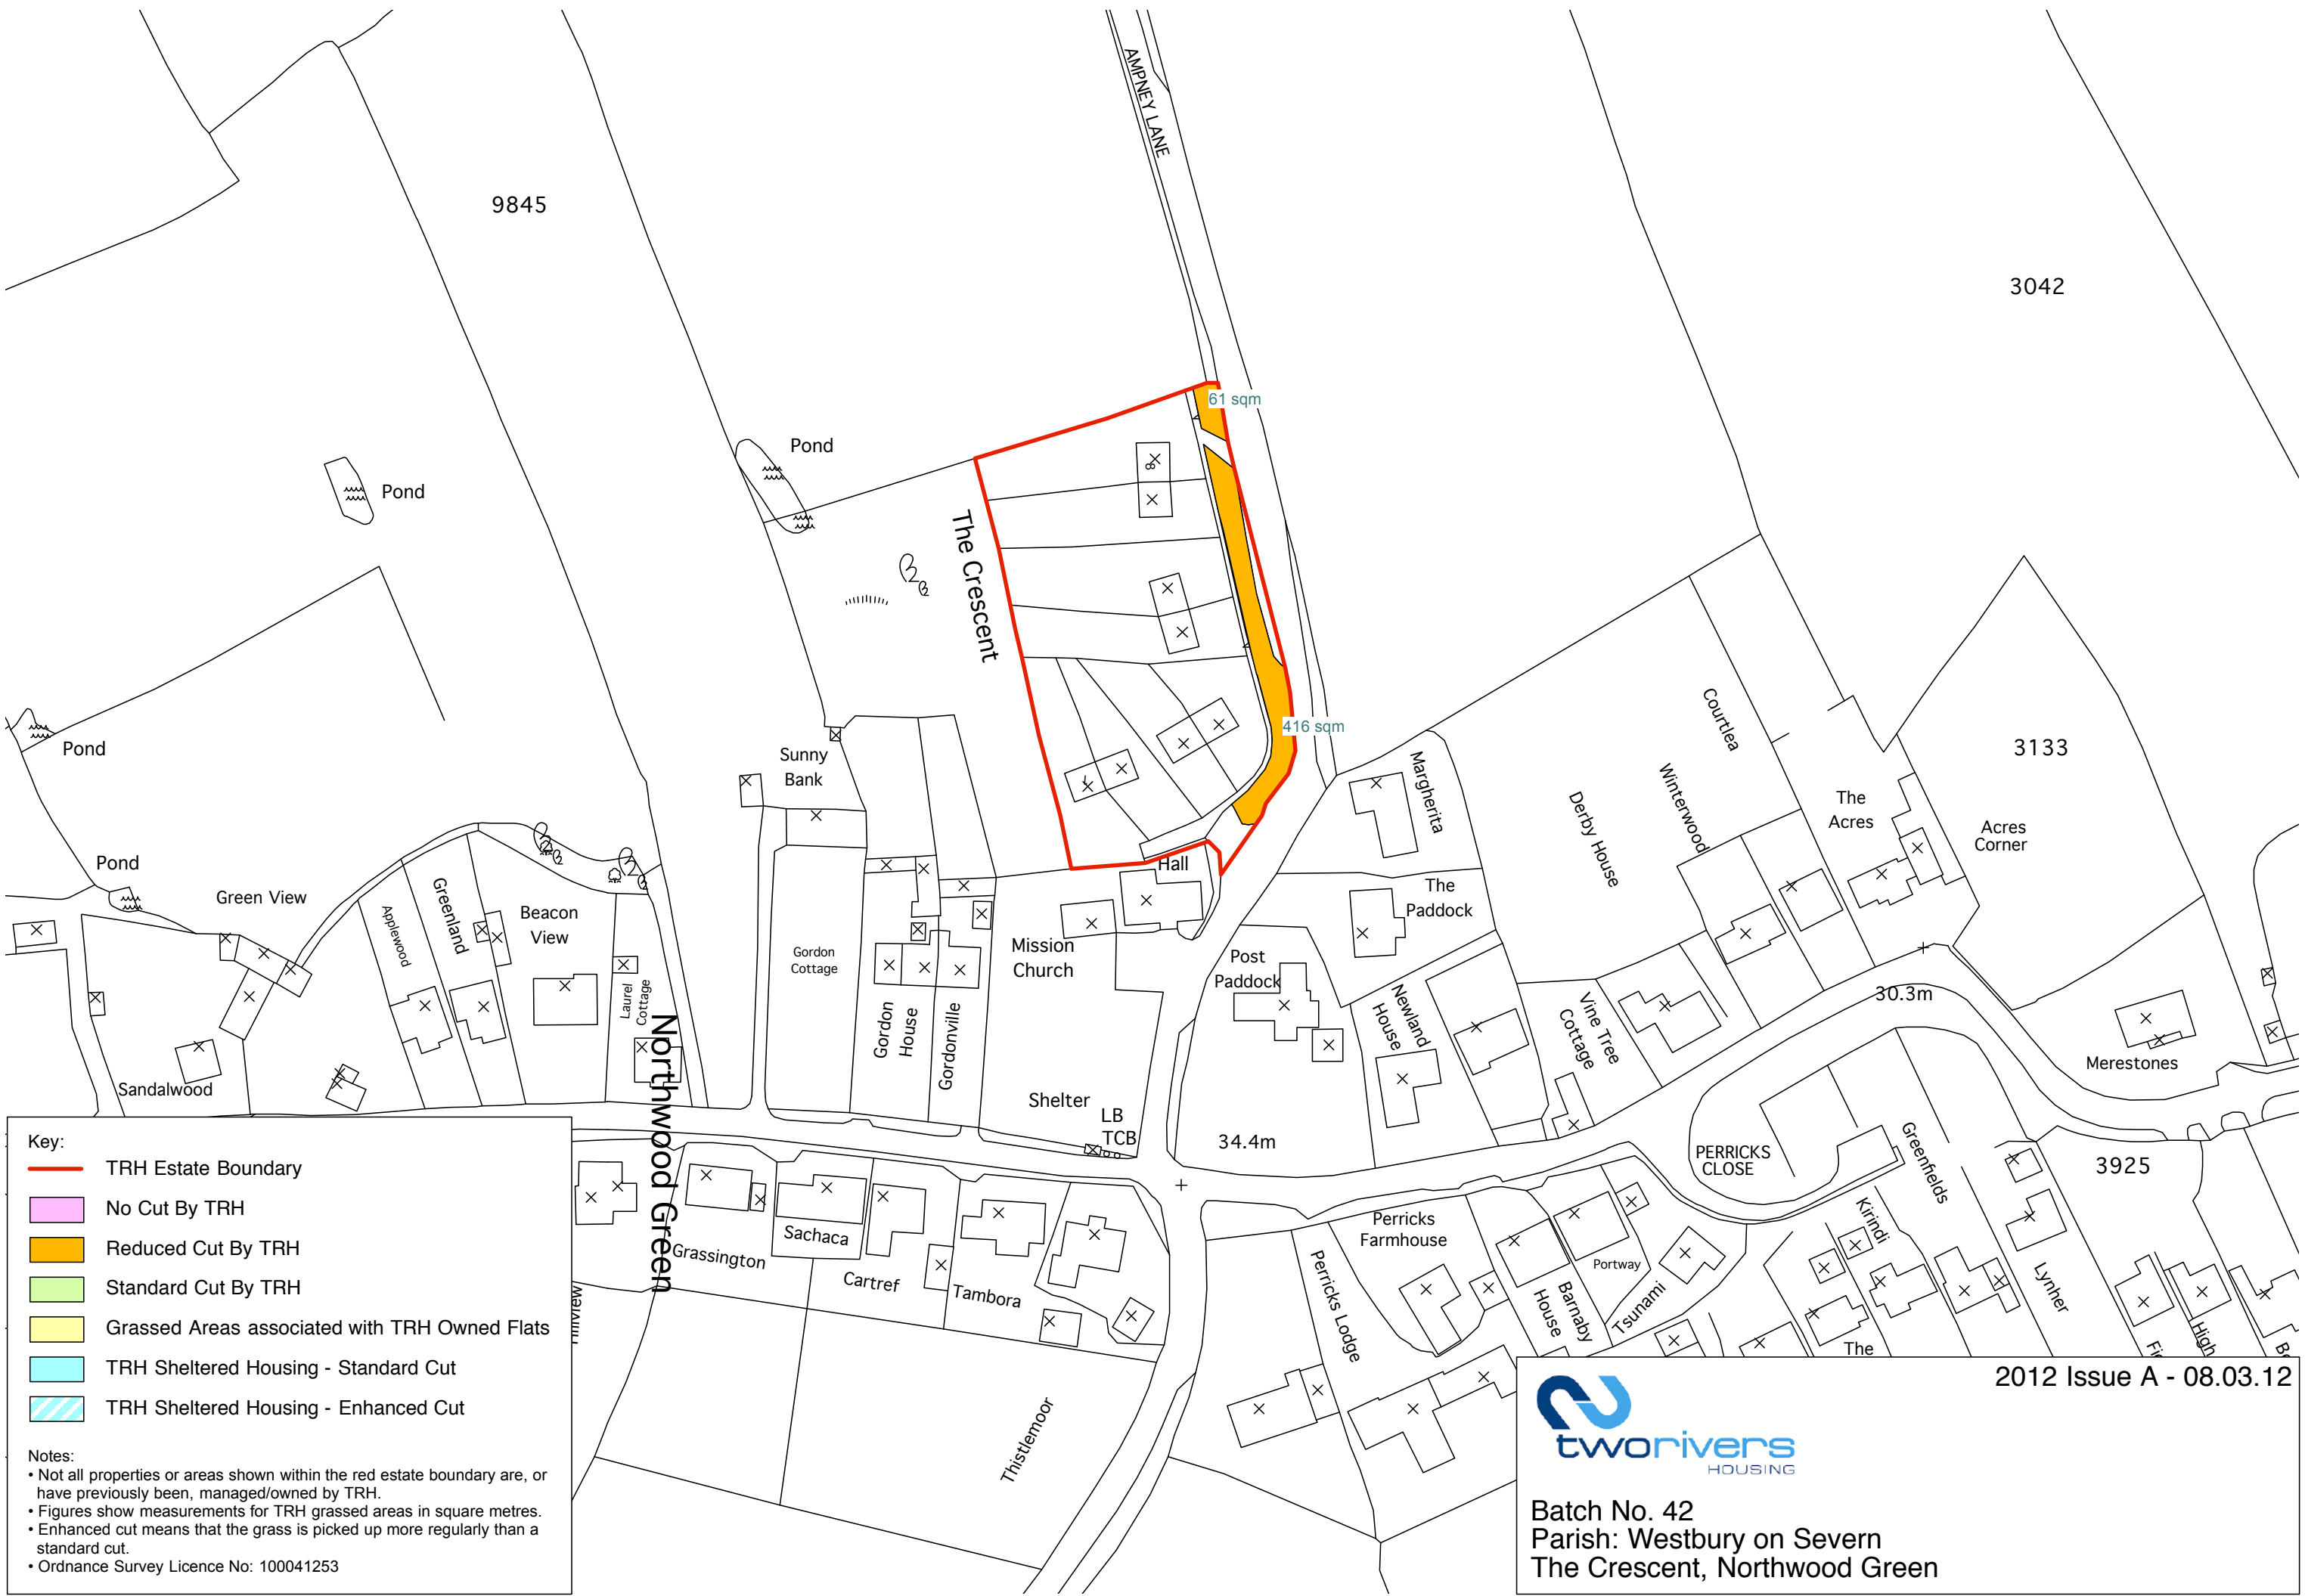 AMPNEY LANE
9845
3042
61 sqm
Pond
Pond
The Crescent
416 sqm
Courtlea
Pond
Sunny
Bank
Margherita
Winterwood
3133
Derby House
The
Acres
Acres
Corner
Pond
Hall
Green View
Greenland
Applewood
Beacon
View
The
Paddock
Gordon
Cottage
Mission
Church
Post
Paddock
Laurel
Cottage
Gordon
House
Gordonville
Newland
House
Vine Tree
Cottage
30.3m
Northwood Green
Sandalwood
Merestones
Shelter
LB
TCB
34.4m
PERRICKS
CLOSE
Greenfields
3925
Grassington
Sachaca
Cartref
Tambora
Perricks
Farmhouse
Portway
Kirindi
Perricks Lodge
Barnaby
House
Tsunami
Lynher
Hillview
The
High
Thistlemoor
Key:
TRH Estate Boundary
No Cut By TRH
Reduced Cut By TRH
Standard Cut By TRH
Grassed Areas associated with TRH Owned Flats
TRH Sheltered Housing - Standard Cut
TRH Sheltered Housing - Enhanced Cut
Notes:
• Not all properties or areas shown within the red estate boundary are, or
have previously been, managed/owned by TRH.
• Figures show measurements for TRH grassed areas in square metres.
• Enhanced cut means that the grass is picked up more regularly than a
standard cut.
• Ordnance Survey Licence No: 100041253
2012 Issue A - 08.03.12
tworivers
HOUSING
Batch No. 42
Parish: Westbury on Severn
The Crescent, Northwood Green